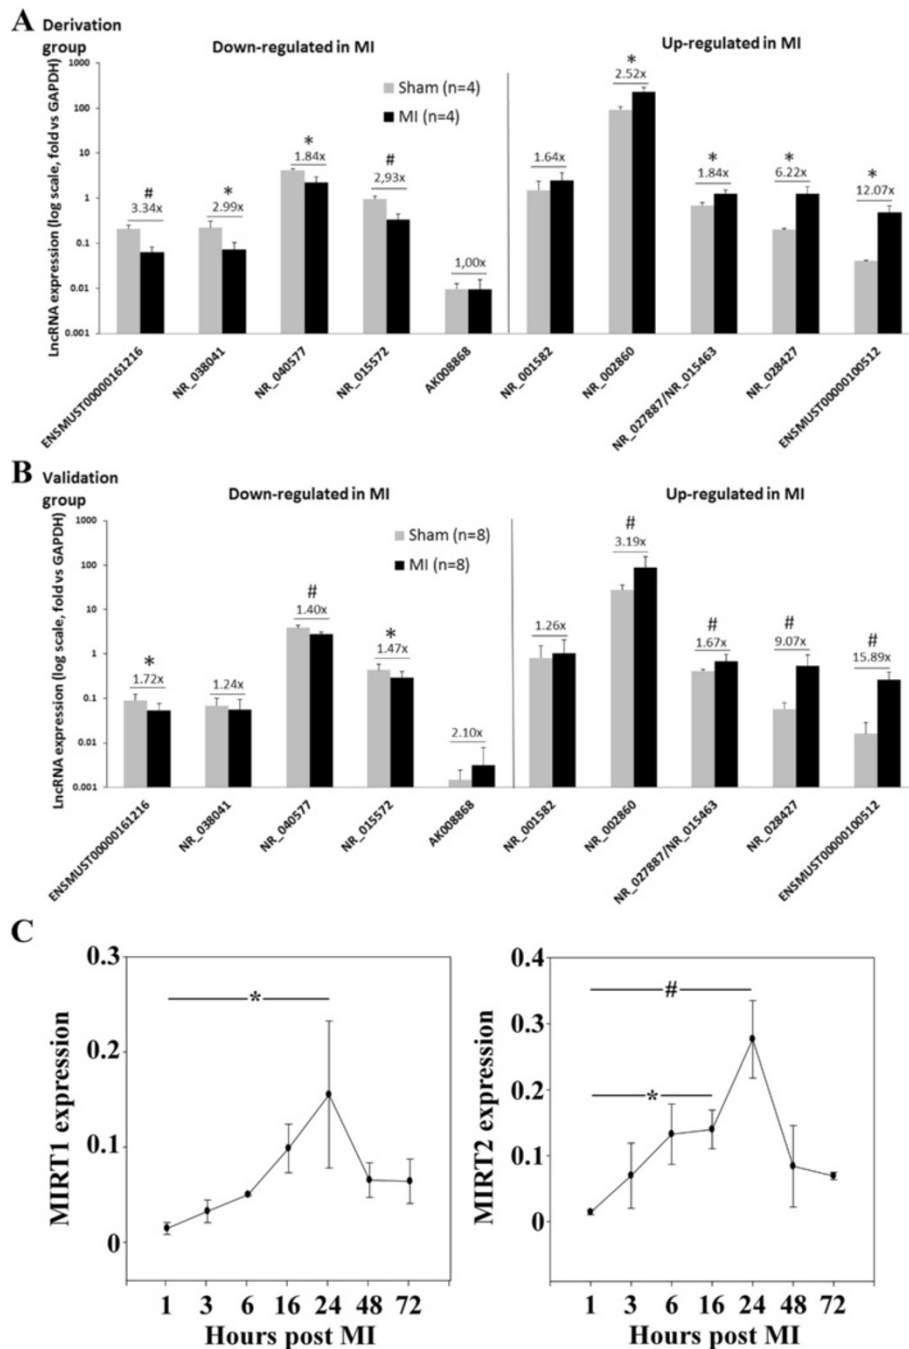 A Derivation
group
Down-regulated in MI
Up-regulated in MI
LncRNA expression (log scale, fold vs GAPDH)
1000
100
10
1
0.1
0.01
0.001
Sham (n=4)
MI (n=4)
#
3.34x
*
2.99x
*
1.84x
#
2,93x
1,00x
1.64x
*
2.52x
*
1.84x
*
6.22x
*
12.07x
ENSMUST00000161216
NR_038041
NR_040577
NR_015572
AK008868
NR_001582
NR_002860
NR_027887/NR_015463
NR_028427
ENSMUST00000100512
B Validation
group
Down-regulated in MI
Up-regulated in MI
LncRNA expression (log scale, fold vs GAPDH)
1000
100
10
1
0.1
0.01
0.001
Sham (n=8)
MI (n=8)
*
1.72x
1.24x
#
1.40x
*
1.47x
2.10x
1.26x
#
3.19x
#
1.67x
#
9.07x
#
15.89x
ENSMUST00000161216
NR_038041
NR_040577
NR_015572
AK008868
NR_001582
NR_002860
NR_027887/NR_015463
NR_028427
ENSMUST00000100512
C
MIRT1 expression
0.3
0.2
0.1
0
*
1 3 6 16 24 48 72
Hours post MI
MIRT2 expression
0.4
0.3
0.2
0.1
0
#
*
1 3 6 16 24 48 72
Hours post MI